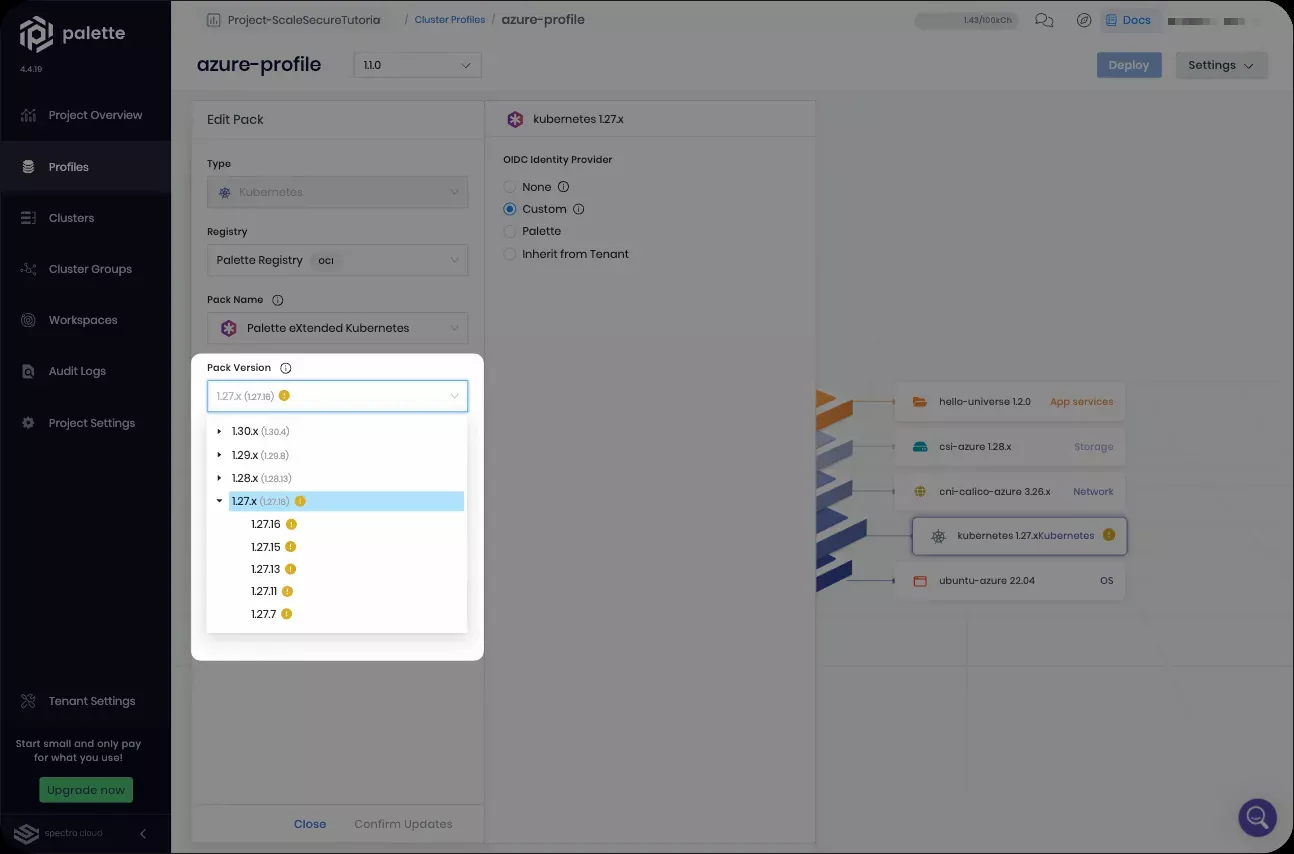 palette
4.4.19
Project Overview
Profiles
Clusters
Cluster Groups
Workspaces
Audit Logs
Project Settings
Tenant Settings
Start small and only pay
for what you use!
Upgrade now
spectro cloud
Project-ScaleSecureTutoria / Cluster Profiles / azure-profile
1.43/100kCh
Docs
azure-profile
1.1.0
Deploy
Settings
Edit Pack
Type
Kubernetes
Registry
Palette Registry OCI
Pack Name
Palette eXtended Kubernetes
Pack Version
1.27.x (1.27.16)
1.30.x (1.30.4)
1.29.x (1.29.8)
1.28.x (1.28.13)
1.27.x (1.27.16)
1.27.16
1.27.15
1.27.13
1.27.11
1.27.7
Close
Confirm Updates
kubernetes 1.27.x
OIDC Identity Provider
None
Custom
Palette
Inherit from Tenant
hello-universe 1.2.0 App services
csi-azure 1.28.x Storage
cni-calico-azure 3.26.x Network
kubernetes 1.27.xKubernetes
ubuntu-azure 22.04 OS